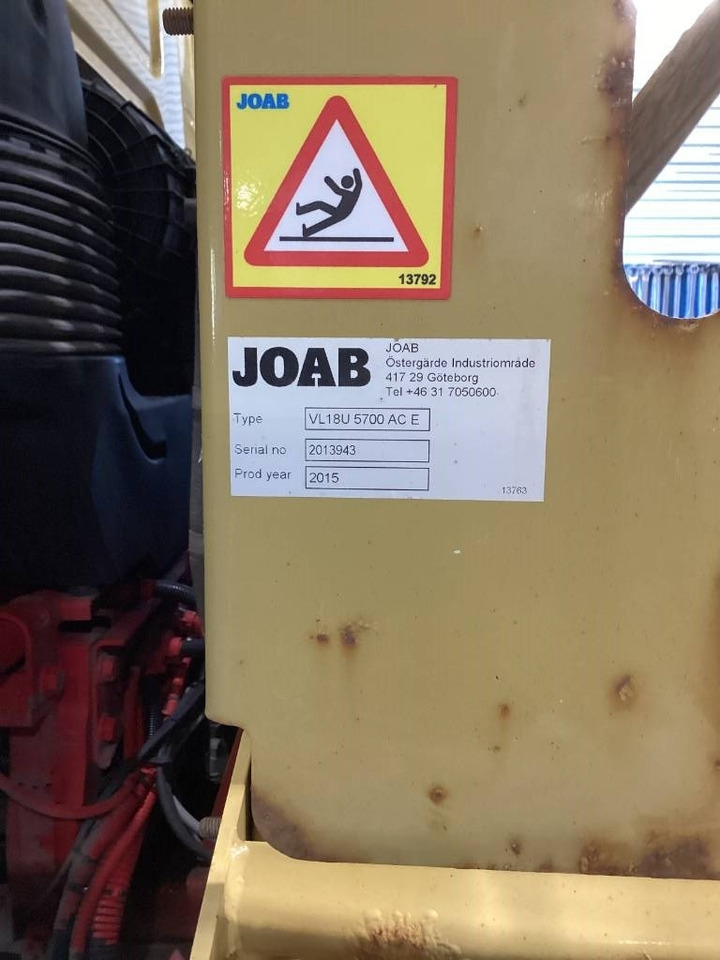 JOAB
13792
JOAB
JOAB
Östergärde Industriområde
417 29 Göteborg
Tel +46 31 7050600
Type VL18U 5700 AC E
Serial no 2013943
Prod year 2015
13763